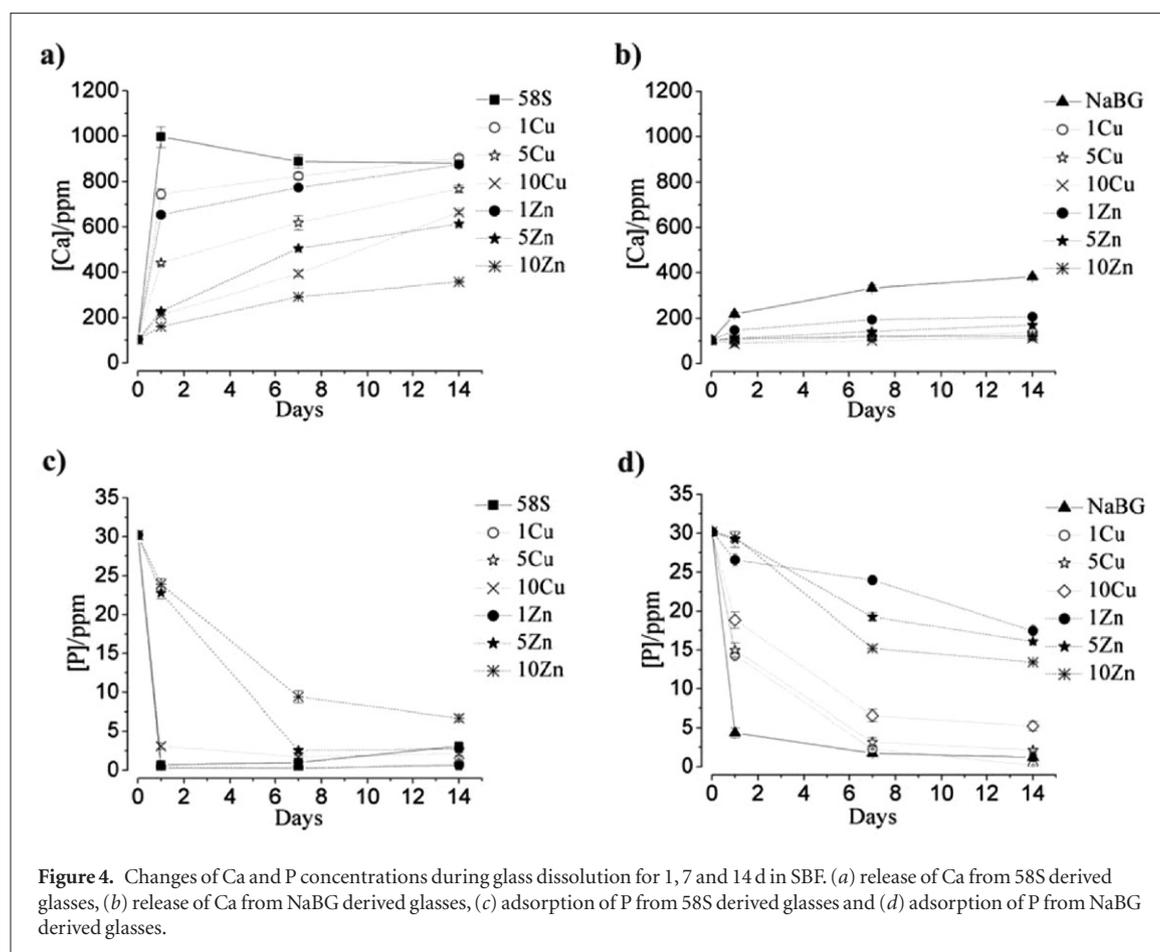 a)
1200
1000
800
600
400
200
0
[Ca]/ppm
0 2 4 6 8 10 12 14
Days
58S
1Cu
5Cu
10Cu
1Zn
5Zn
10Zn
b)
1200
1000
800
600
400
200
0
[Ca]/ppm
0 2 4 6 8 10 12 14
Days
NaBG
1Cu
5Cu
10Cu
1Zn
5Zn
10Zn
c)
35
30
25
20
15
10
5
0
[P]/ppm
0 2 4 6 8 10 12 14
Days
58S
1Cu
5Cu
10Cu
1Zn
5Zn
10Zn
d)
35
30
25
20
15
10
5
0
[P]/ppm
0 2 4 6 8 10 12 14
Days
NaBG
1Cu
5Cu
10Cu
1Zn
5Zn
10Zn
Figure 4. Changes of Ca and P concentrations during glass dissolution for 1, 7 and 14 d in SBF. (a) release of Ca from 58S derived
glasses, (b) release of Ca from NaBG derived glasses, (c) adsorption of P from 58S derived glasses and (d) adsorption of P from NaBG
derived glasses.